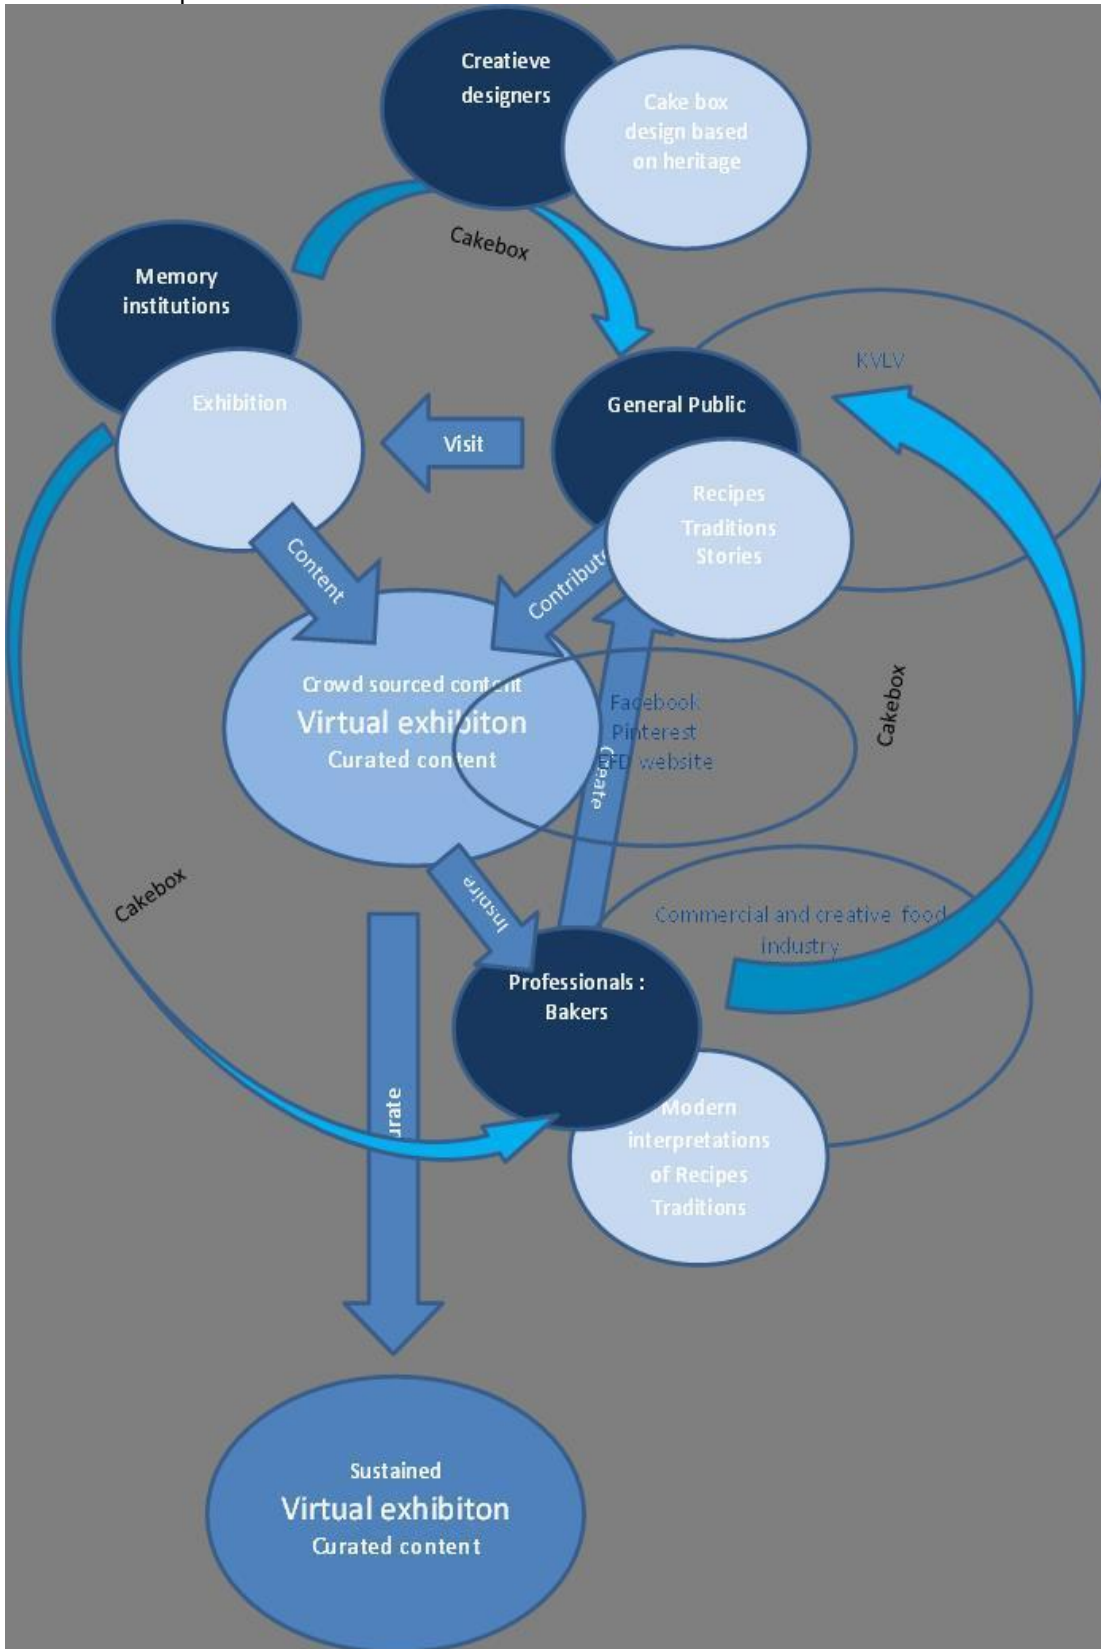 Creatieve
designers
Cake box
design based
on heritage
Cakebox
Memory
institutions
Exhibition
KVLV
General Public
Visit
Recipes
Traditions
Stories
Content
Contribute
Crowd sourced content
Virtual exhibiton
Curated content
Facebook
Pinterest
EFD website
Create
Cakebox
Cakebox
Inspire
Commercial and creative food
industry
Professionals :
Bakers
urate
Modern
interpretations
of Recipes
Traditions
Sustained
Virtual exhibiton
Curated content